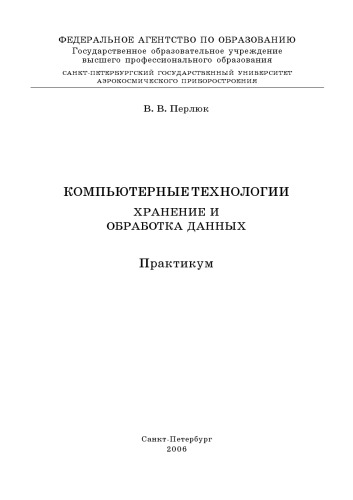 ФЕДЕРАЛЬНОЕ АГЕНТСТВО ПО ОБРАЗОВАНИЮ
Государственное образовательное учреждение
высшего профессионального образования
САНКТ-ПЕТЕРБУРГСКИЙ ГОСУДАРСТВЕННЫЙ УНИВЕРСИТЕТ
АЭРОКОСМИЧЕСКОГО ПРИБОРОСТРОЕНИЯ
В. В. Перлюк
КОМПЬЮТЕРНЫЕ ТЕХНОЛОГИИ
ХРАНЕНИЕ И
ОБРАБОТКА ДАННЫХ
Практикум
Санкт-Петербург
2006